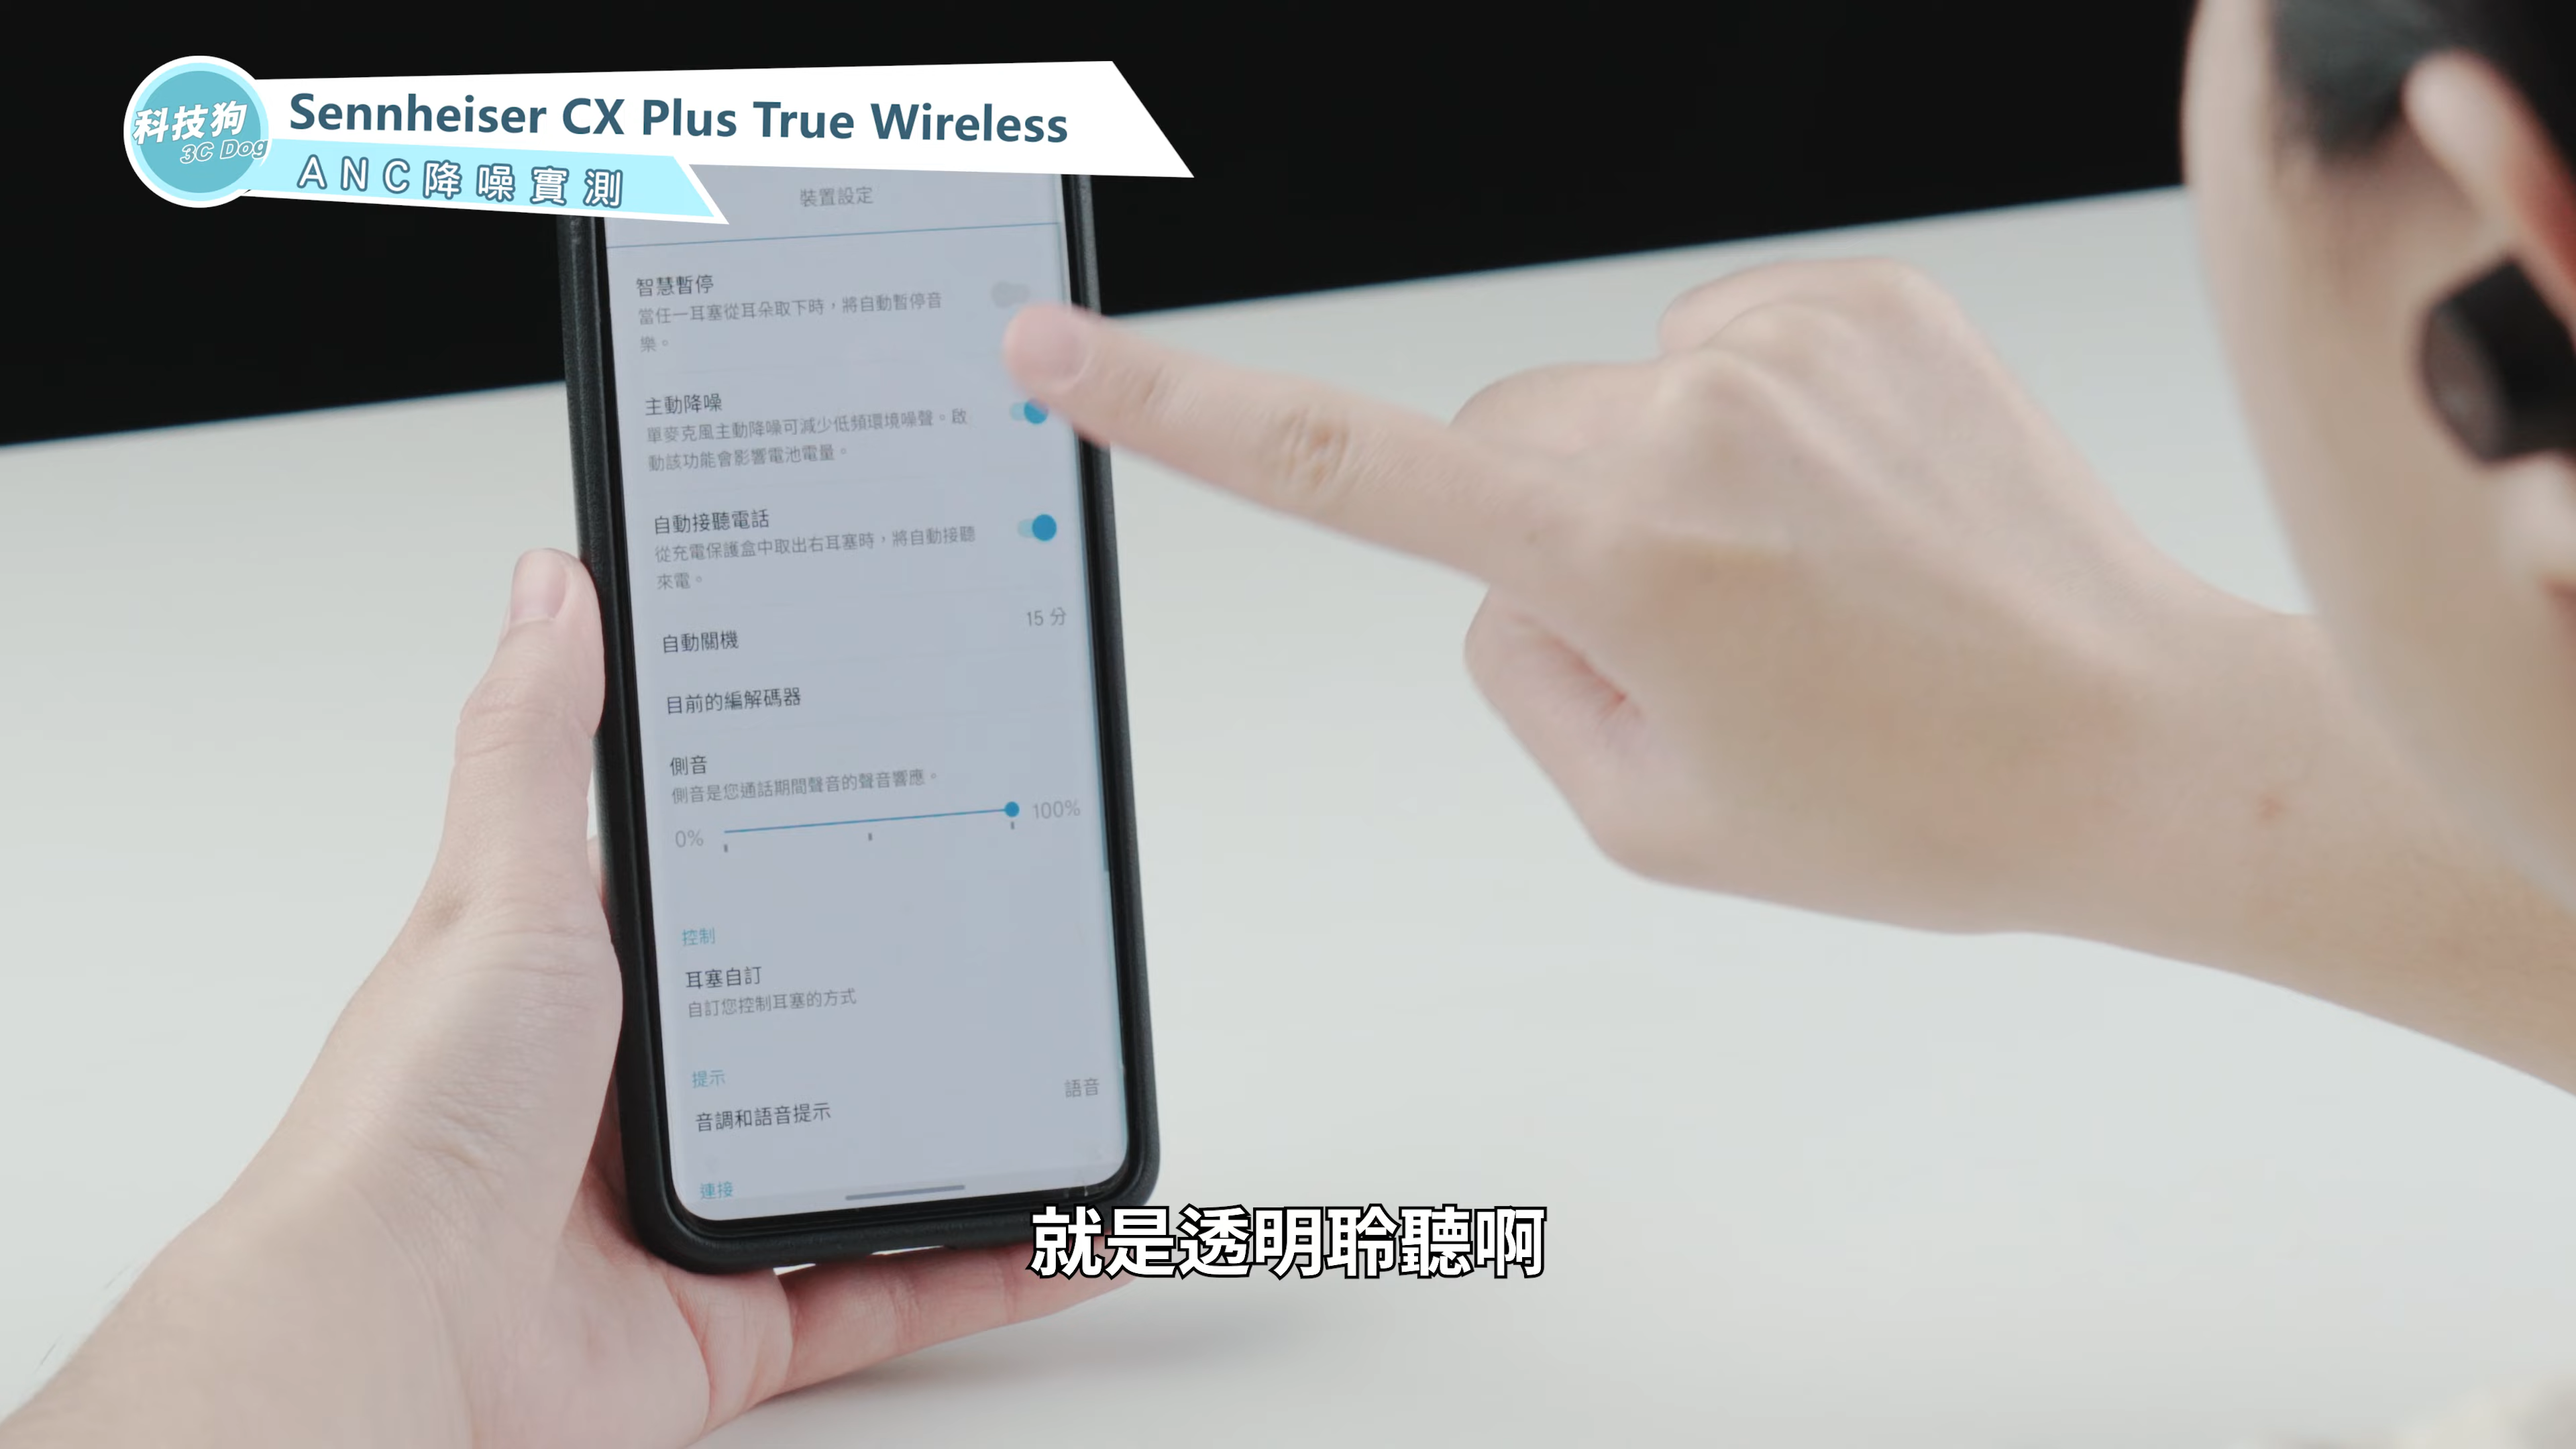 科技狗
3C Dog
Sennheiser CX Plus True Wireless
ANC降噪實測
裝置設定
智慧暫停
當任一耳塞從耳朵取下時，將自動暫停音
樂。
主動降噪
單麥克風主動降噪可減少低頻環境噪聲。啟
動該功能會影響電池電量。
自動接聽電話
從充電保護盒中取出右耳塞時，將自動接聽
來電。
自動關機 15 分
目前的編解碼器
側音
側音是您通話期間聲音的聲音響應。
0% 100%
控制
耳塞自訂
自訂您控制耳塞的方式
提示
音調和語音提示 語音
連接
就是透明聆聽啊